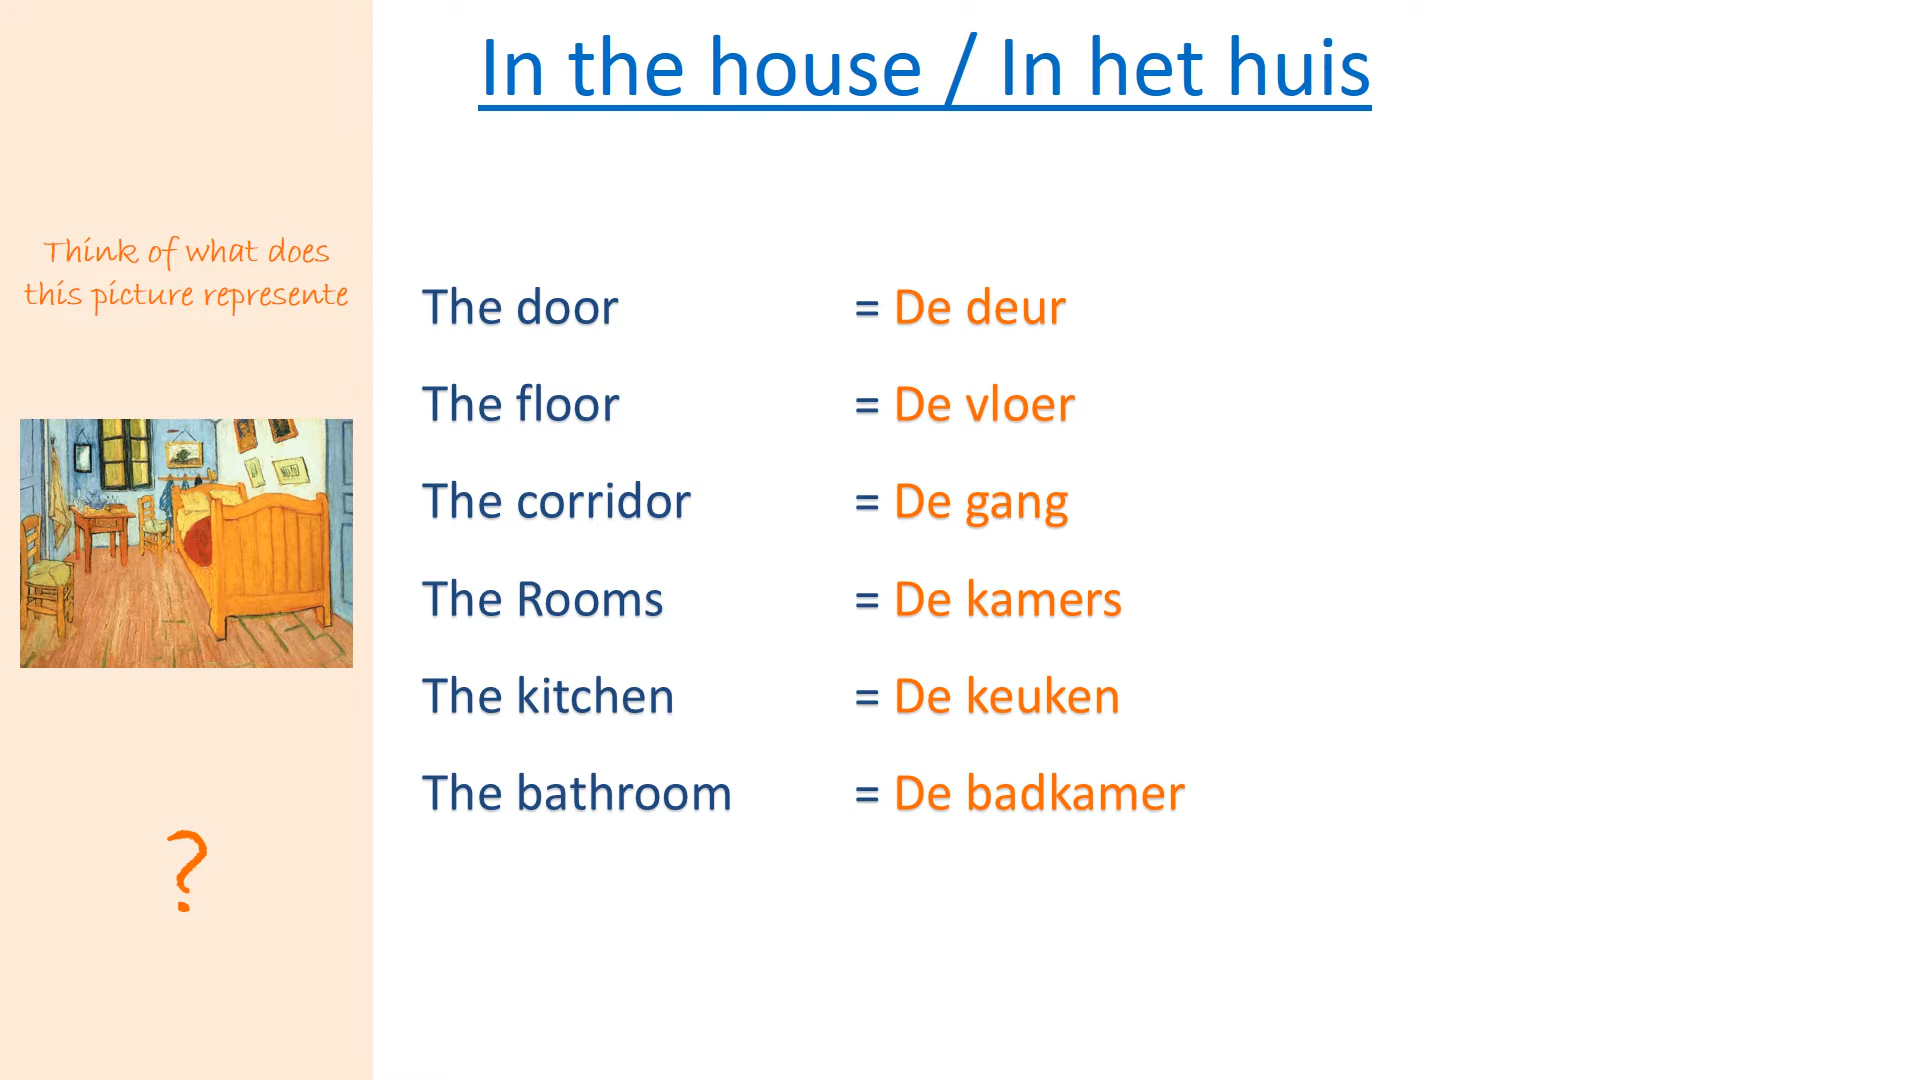 In the house / In het huis
Think of what does
this picture represente
?
The door = De deur
The floor = De vloer
The corridor = De gang
The Rooms = De kamers
The kitchen = De keuken
The bathroom = De badkamer